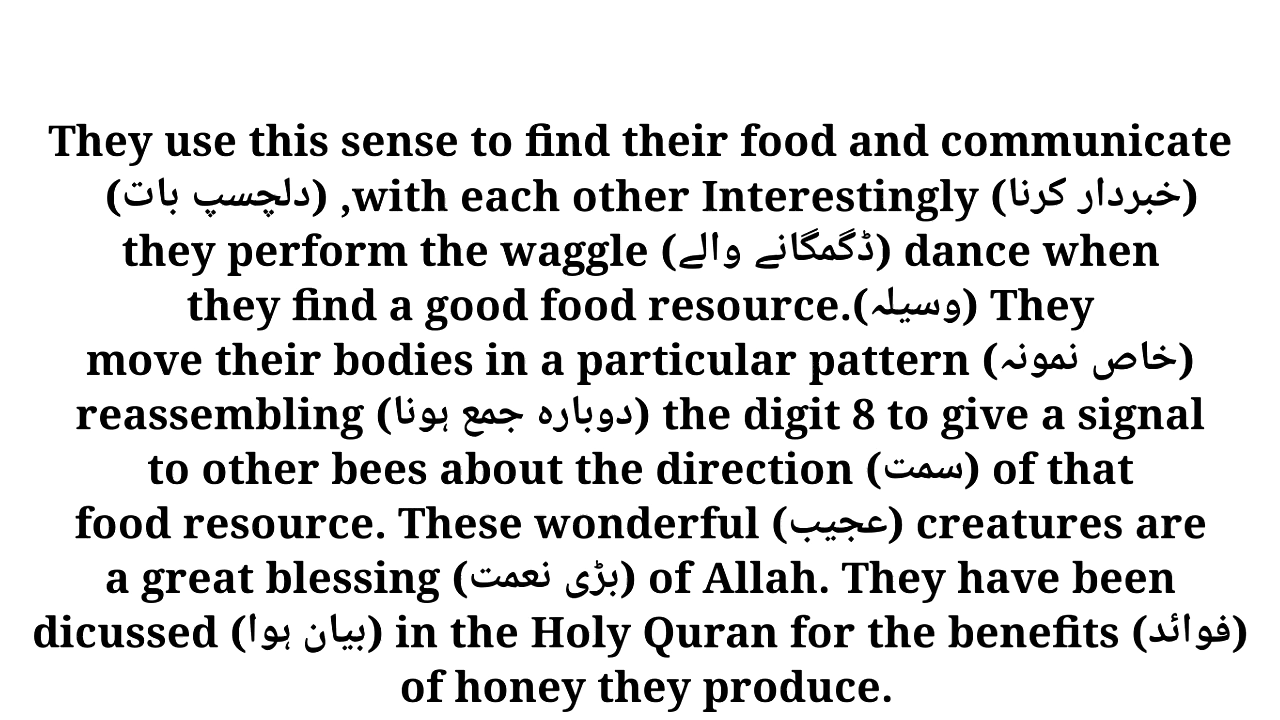 They use this sense to find their food and communicate
(خبردار کرنا) with each other Interestingly, (دلچسپ بات)
they perform the waggle (ڈگمگانے والے) dance when
they find a good food resource.(وسیلہ) They
move their bodies in a particular pattern (خاص نمونہ)
reassembling (دوبارہ جمع ہونا) the digit 8 to give a signal
to other bees about the direction (سمت) of that
food resource. These wonderful (عجیب) creatures are
a great blessing (بڑی نعمت) of Allah. They have been
dicussed (بیان ہوا) in the Holy Quran for the benefits (فوائد)
of honey they produce.